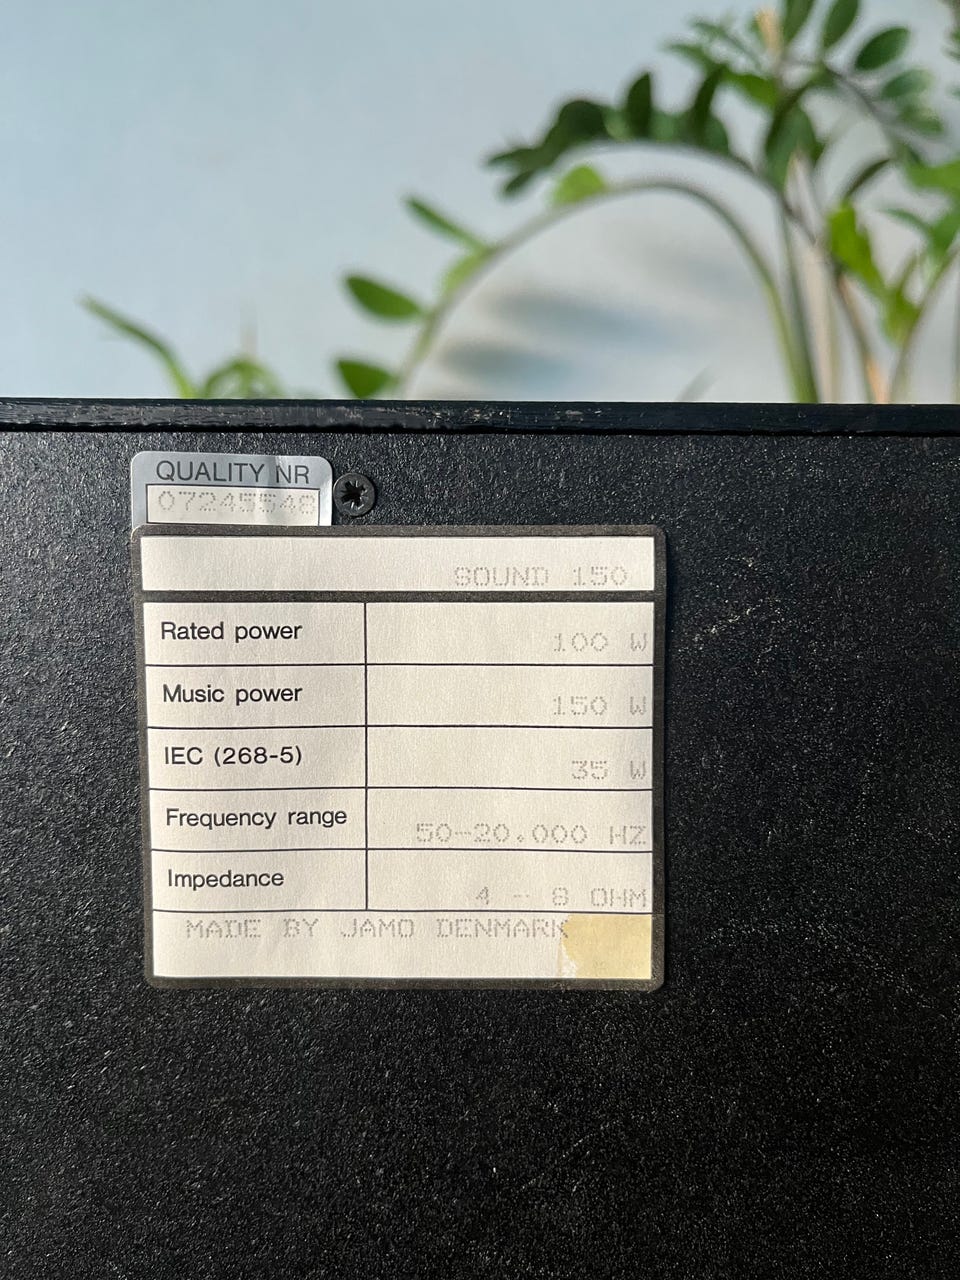 QUALITY NR
07245548
SOUND 150
Rated power 100 W
Music power 150 W
IEC (268-5) 35 W
Frequency range 50-20.000 HZ
Impedance 4 - 8 OHM
MADE BY JAMO DENMARK